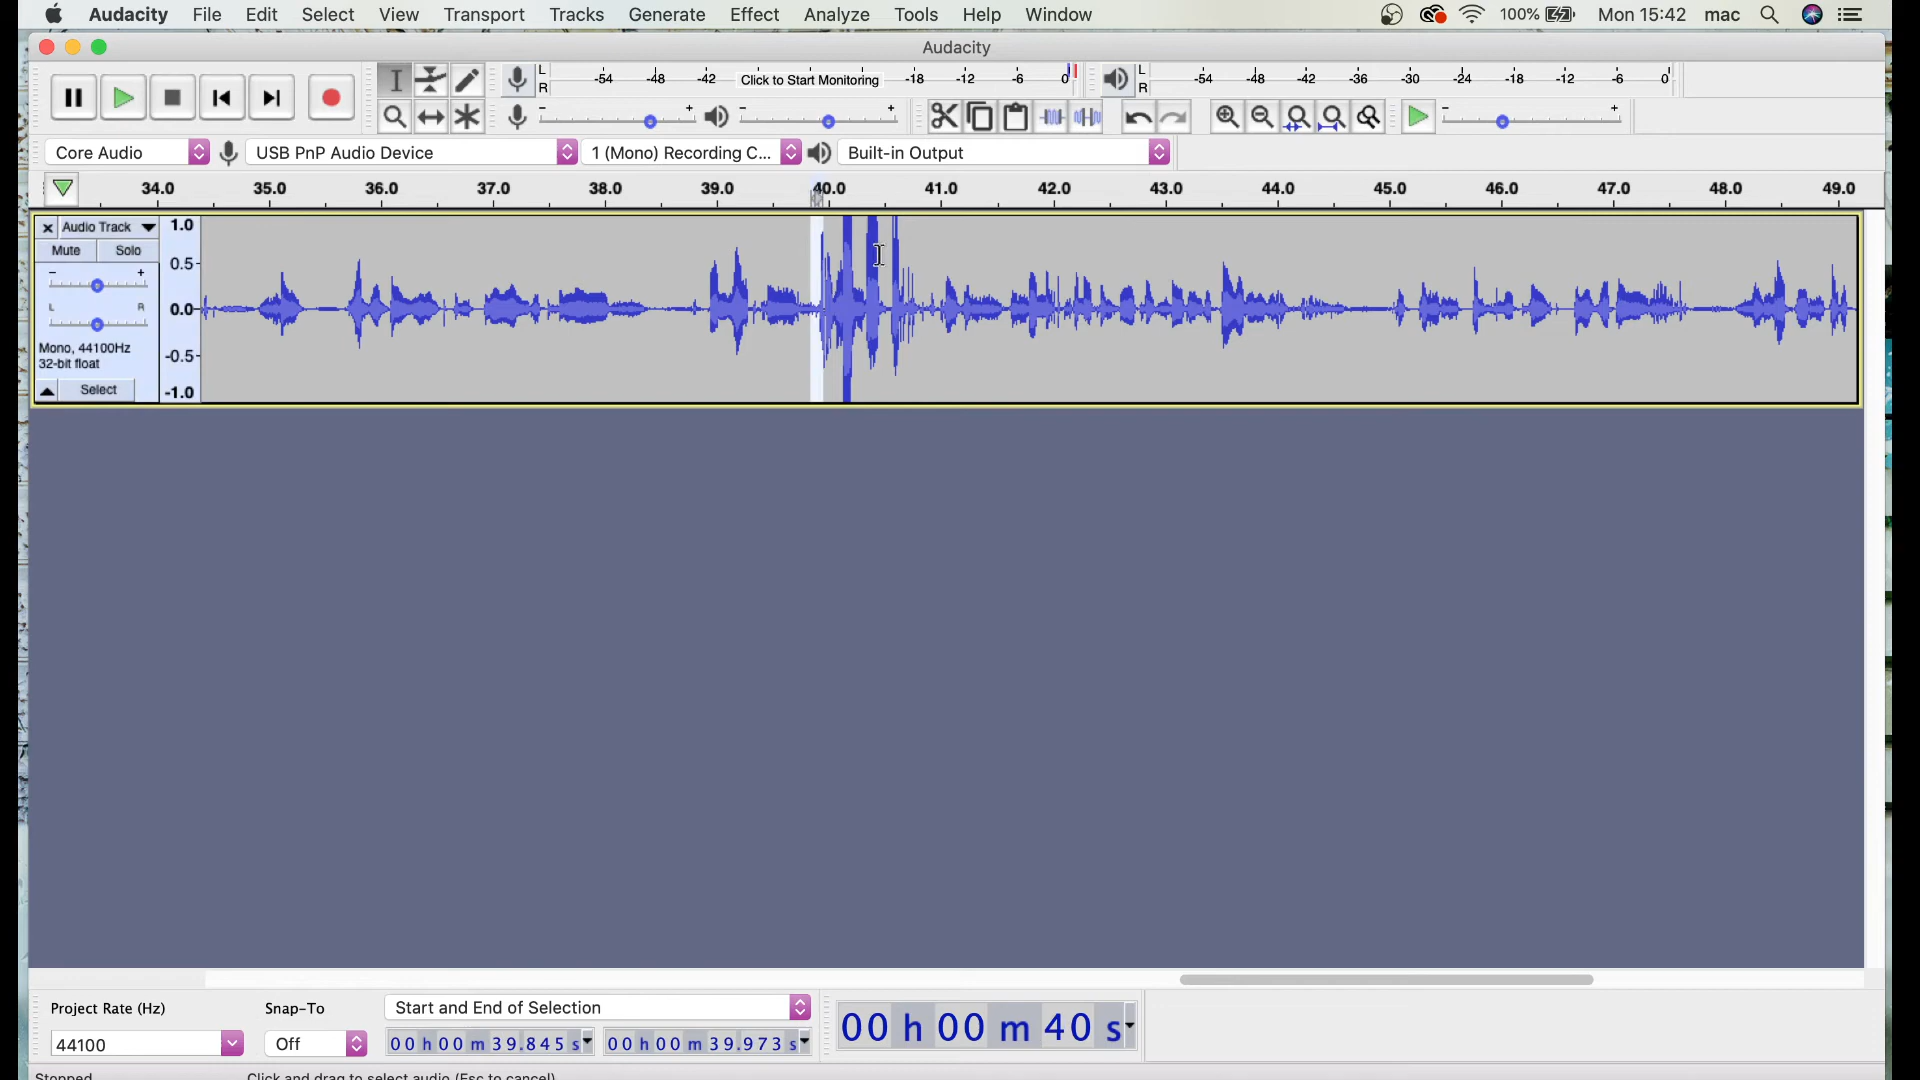 Audacity File Edit Select View Transport Tracks Generate Effect Analyze Tools Help Window 100% Mon 15:42 mac
Audacity
L R -54 -48 -42 Click to Start Monitoring -18 -12 -6 0 L R -54 -48 -42 -36 -30 -24 -18 -12 -6 0
- + - + - +
Core Audio USB PnP Audio Device 1 (Mono) Recording C... Built-in Output
34.0 35.0 36.0 37.0 38.0 39.0 40.0 41.0 42.0 43.0 44.0 45.0 46.0 47.0 48.0 49.0
Audio Track 1.0
Mute Solo
- + 0.5
L R 0.0
Mono, 44100Hz
32-bit float -0.5
Select -1.0
Project Rate (Hz) Snap-To Start and End of Selection
44100 Off 00 h 00 m 39.845 s 00 h 00 m 39.973 s 00 h 00 m 40 s
Stopped. Click and drag to select audio (Esc to cancel)